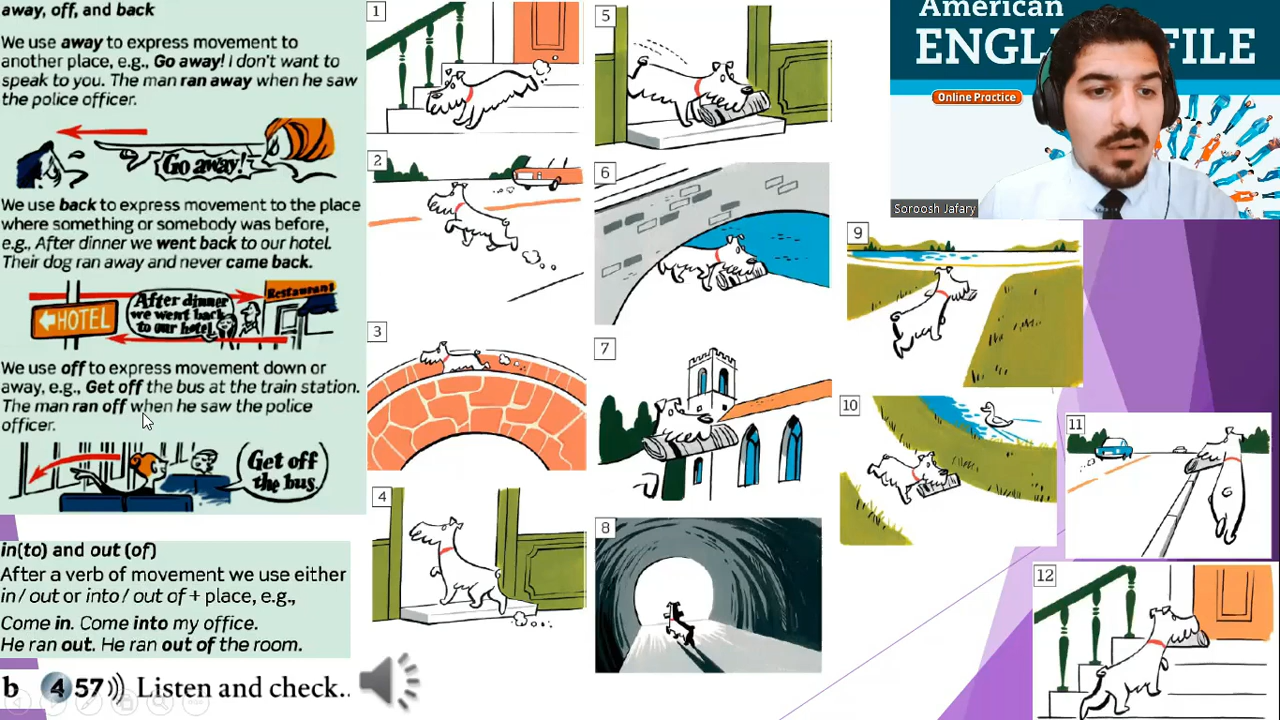 away, off, and back
We use away to express movement to
another place, e.g., Go away! I don't want to
speak to you. The man ran away when he saw
the police officer.
Go away!
We use back to express movement to the place
where something or somebody was before,
e.g., After dinner we went back to our hotel.
Their dog ran away and never came back.
HOTEL
After dinner
we went back
to our hotel.
Restaurant
We use off to express movement down or
away, e.g., Get off the bus at the train station.
The man ran off when he saw the police
officer.
Get off
the bus.
in(to) and out (of)
After a verb of movement we use either
in / out or into / out of + place, e.g.,
Come in. Come into my office.
He ran out. He ran out of the room.
b 4 57 Listen and check..
1
2
3
4
5
6
7
8
9
10
11
12
American
ENGL FILE
Online Practice
Soroosh Jafary